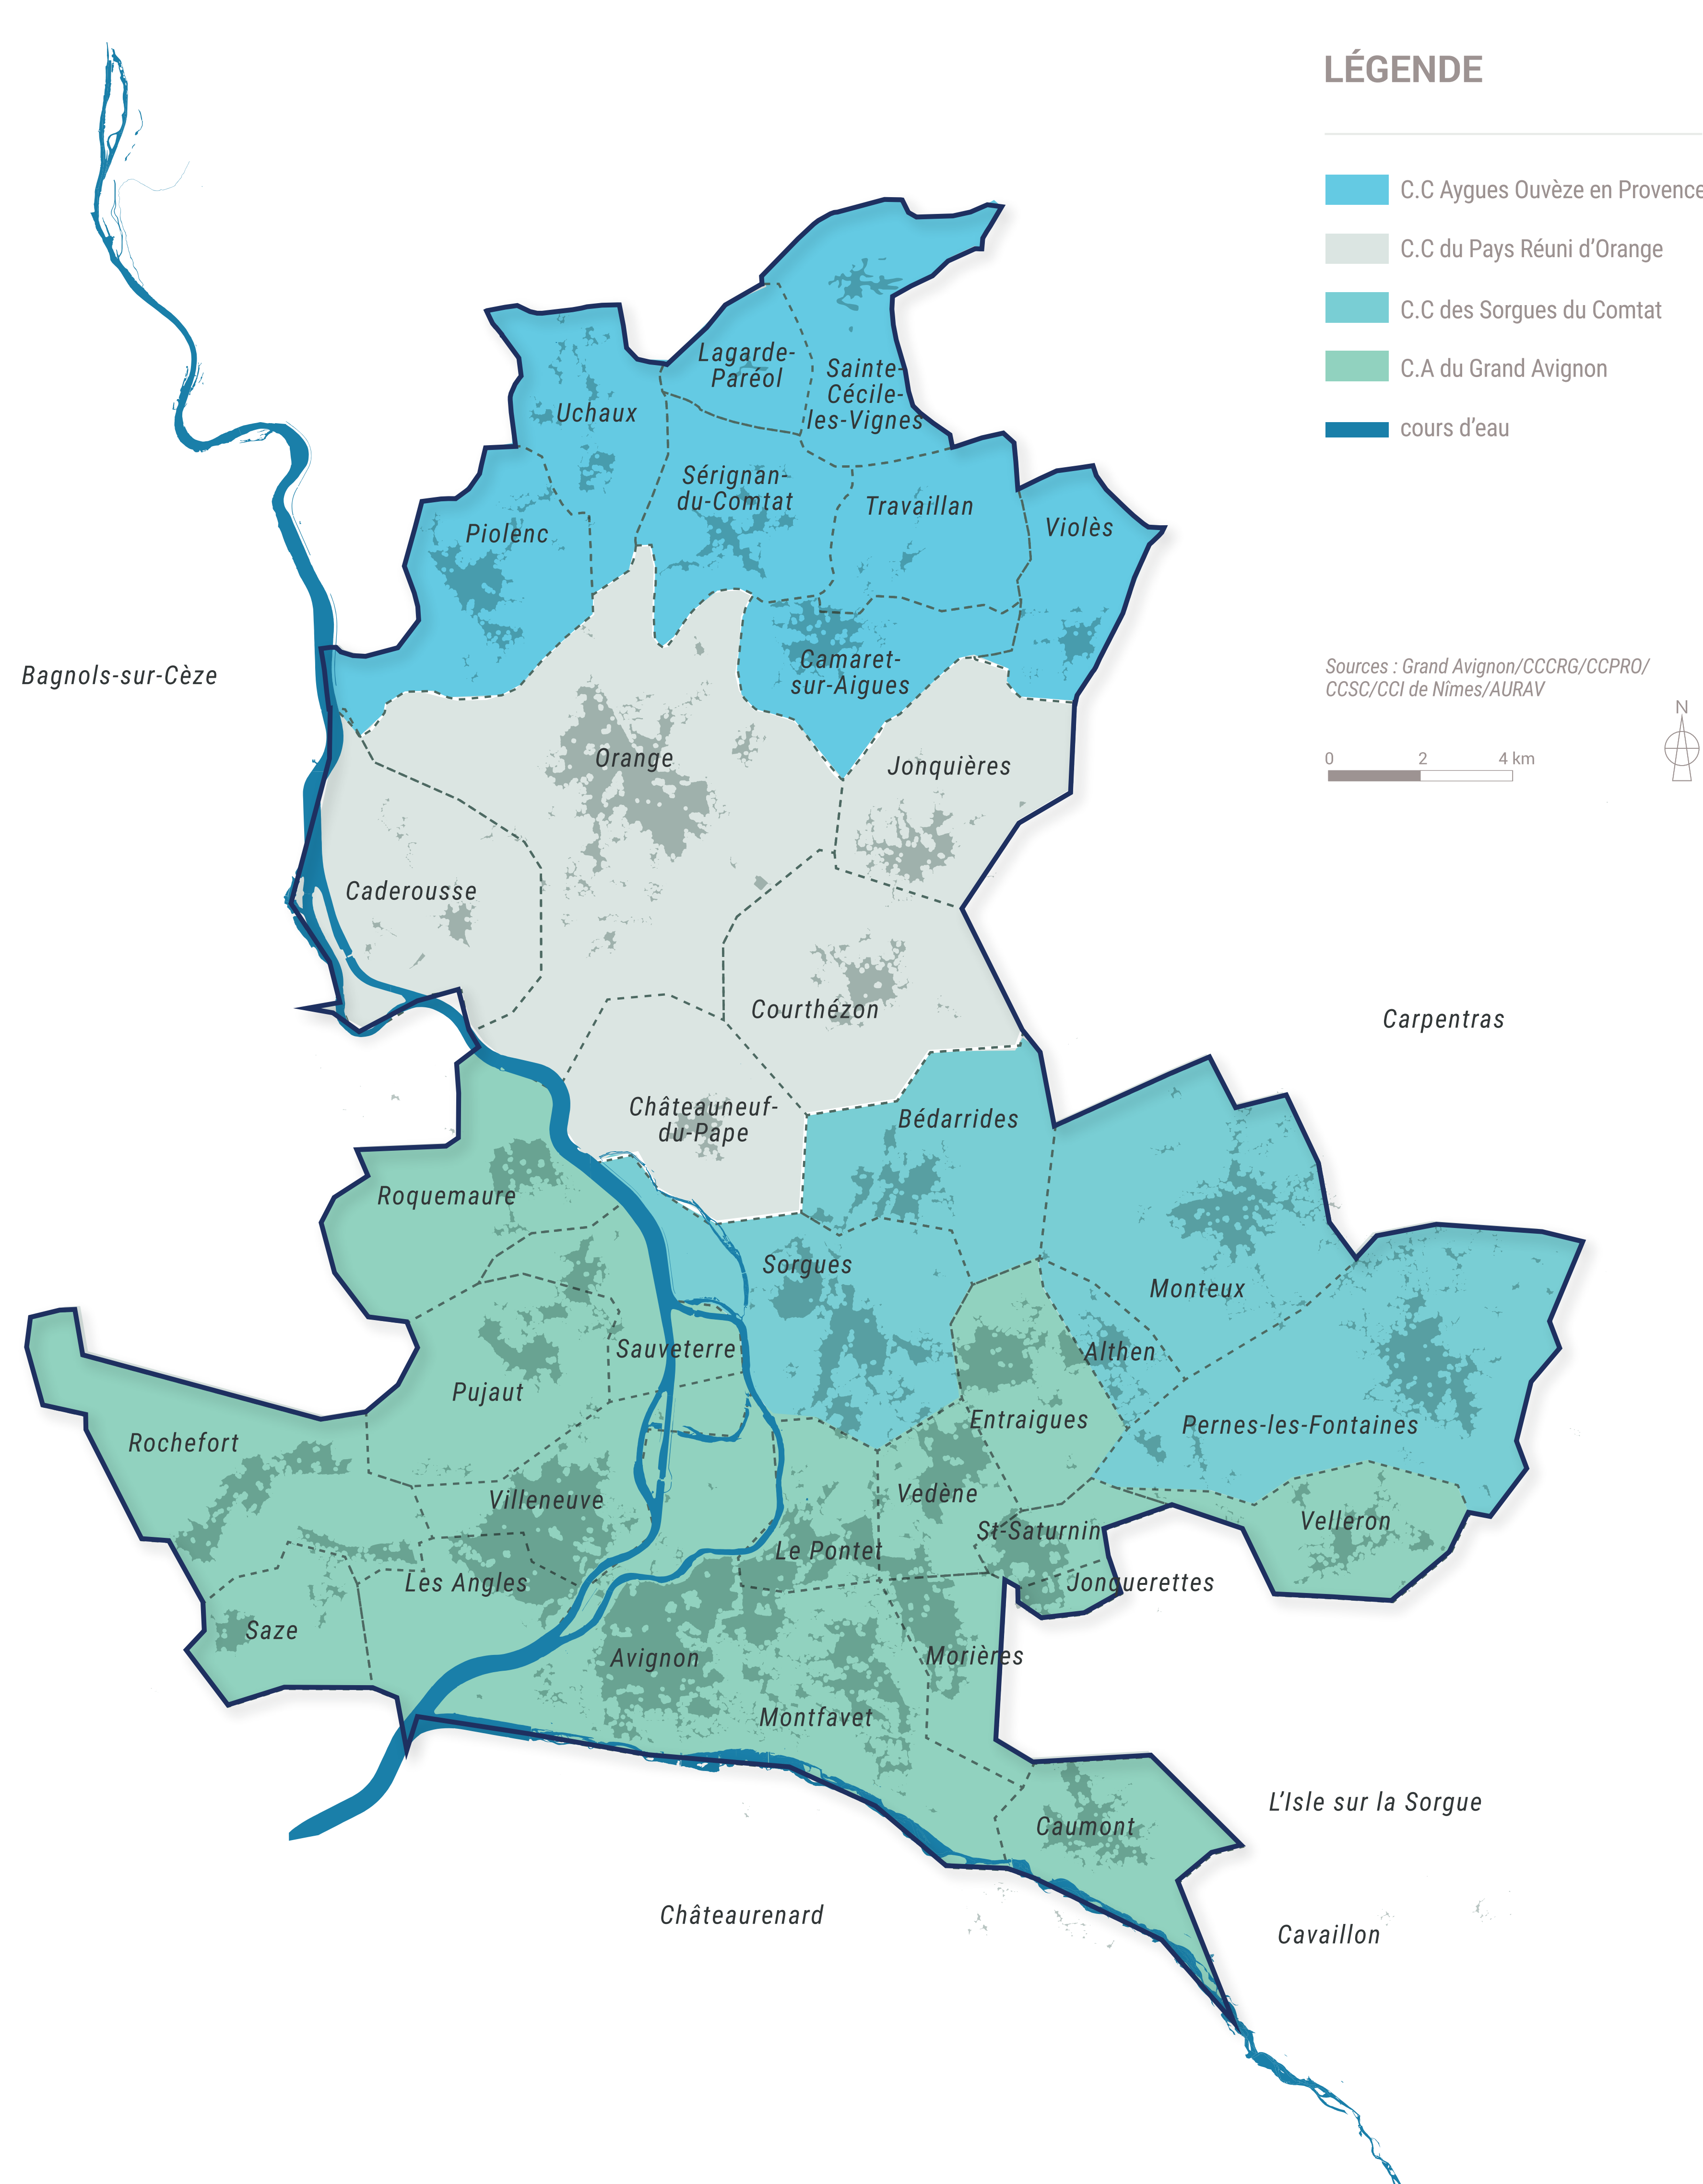 LÉGENDE
C.C Aygues Ouvèze en Provence
C.C du Pays Réuni d’Orange
C.C des Sorgues du Comtat
C.A du Grand Avignon
cours d’eau
Sources : Grand Avignon/CCCRG/CCPRO/
CCSC/CCI de Nîmes/AURAV
N
0 2 4 km
Lagarde-
Paréol
Sainte-
Cécile-
les-Vignes
Uchaux
Sérignan-
du-Comtat
Travaillan
Violès
Piolenc
Camaret-
sur-Aigues
Bagnols-sur-Cèze
Orange
Jonquières
Caderousse
Courthézon
Carpentras
Châteauneuf-
du-Pape
Bédarrides
Roquemaure
Sorgues
Monteux
Sauveterre
Althen
Pujaut
Entraigues
Pernes-les-Fontaines
Rochefort
Villeneuve
Vedène
Velleron
St-Saturnin
Le Pontet
Les Angles
Jonquerettes
Saze
Avignon
Morières
Montfavet
L’Isle sur la Sorgue
Caumont
Châteaurenard
Cavaillon